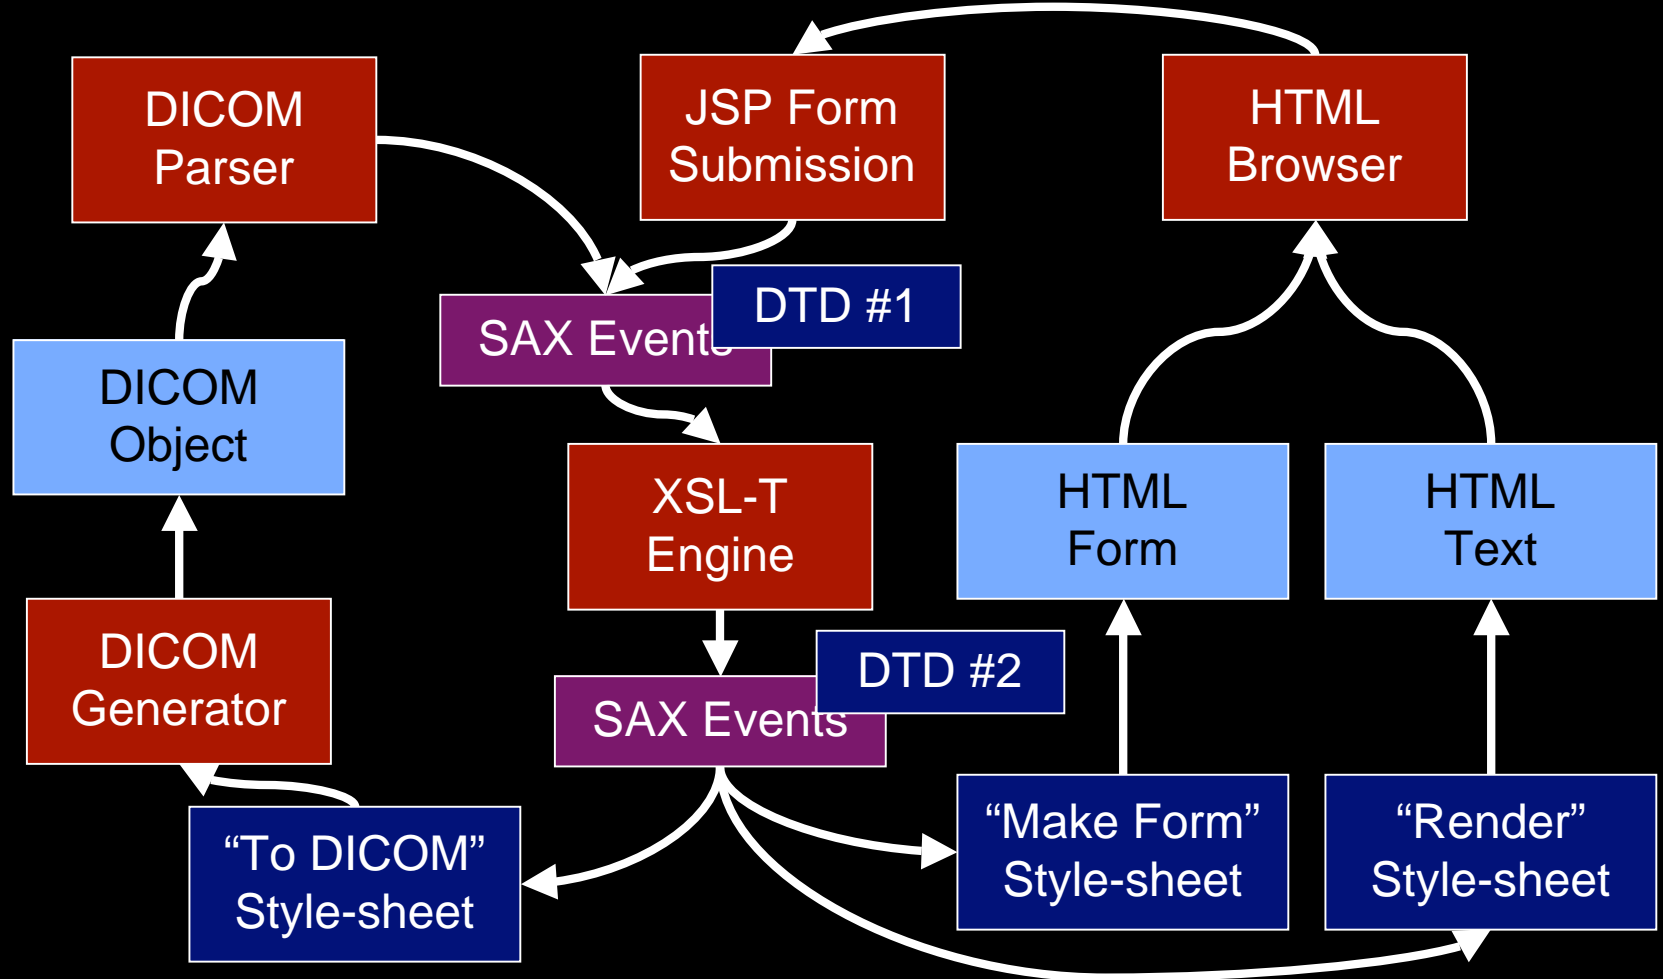 DICOM
Parser
JSP Form
Submission
HTML
Browser
SAX Events
DTD #1
DICOM
Object
XSL-T
Engine
HTML
Form
HTML
Text
DICOM
Generator
SAX Events
DTD #2
“To DICOM”
Style-sheet
“Make Form”
Style-sheet
“Render”
Style-sheet